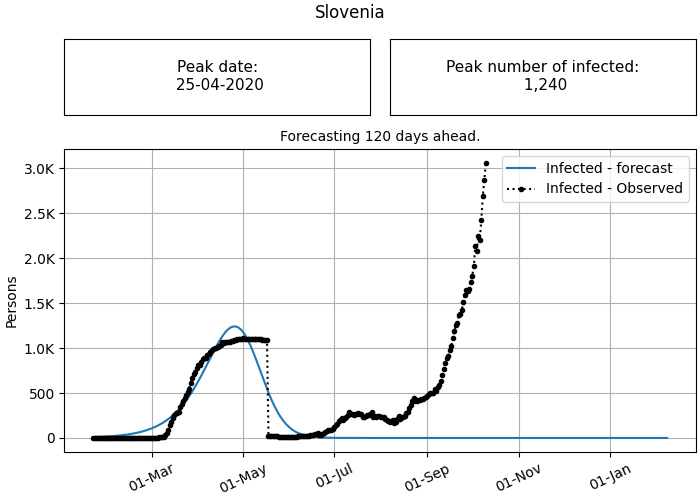 Slovenia
Peak date:
25-04-2020
Peak number of infected:
1,240
Forecasting 120 days ahead.
Infected - forecast
Infected - Observed
Persons
3.0K
2.5K
2.0K
1.5K
1.0K
500
0
01-Mar
01-May
01-Jul
01-Sep
01-Nov
01-Jan